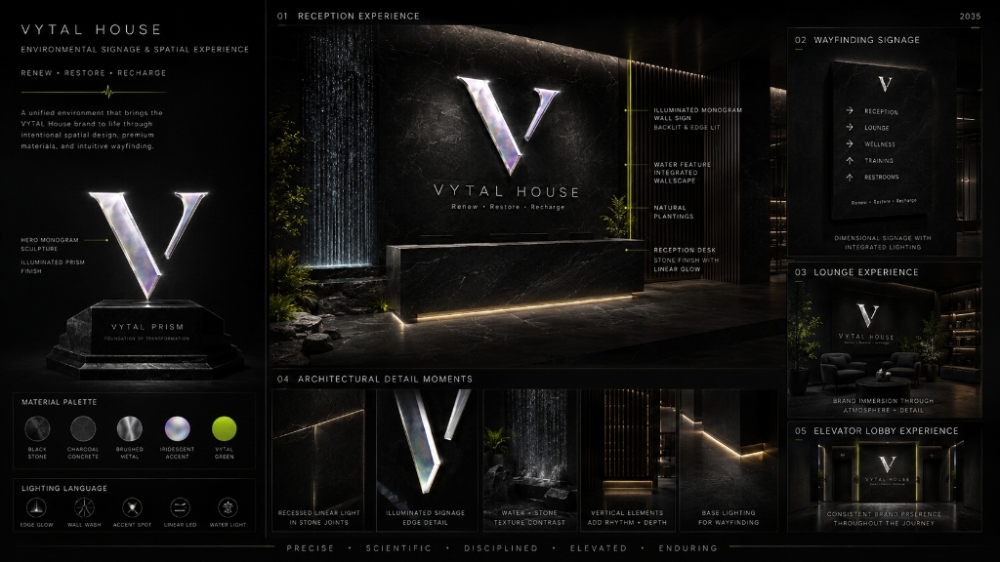 VYTAL HOUSE
ENVIRONMENTAL SIGNAGE & SPATIAL EXPERIENCE
RENEW • RESTORE • RECHARGE
A unified environment that brings the
VYTAL House brand to life through
intentional spatial design, premium
materials, and intuitive wayfinding.
HERO MONOGRAM
SCULPTURE
ILLUMINATED PRISM
FINISH
V
VYTAL PRISM
FOUNDATION OF TRANSFORMATION
MATERIAL PALETTE
BLACK
STONE
CHARCOAL
CONCRETE
BRUSHED
METAL
IRIDESCENT
ACCENT
VYTAL
GREEN
LIGHTING LANGUAGE
EDGE GLOW
WALL WASH
ACCENT SPOT
LINEAR LED
WATER LIGHT
01 RECEPTION EXPERIENCE
V
VYTAL HOUSE
Renew • Restore • Recharge
ILLUMINATED MONOGRAM
WALL SIGN
BACKLIT & EDGE LIT
WATER FEATURE
INTEGRATED
WALLSCAPE
NATURAL
PLANTINGS
RECEPTION DESK
STONE FINISH WITH
LINEAR GLOW
04 ARCHITECTURAL DETAIL MOMENTS
RECESSED LINEAR LIGHT
IN STONE JOINTS
V
ILLUMINATED SIGNAGE
EDGE DETAIL
WATER + STONE
TEXTURE CONTRAST
VERTICAL ELEMENTS
ADD RHYTHM + DEPTH
BASE LIGHTING
FOR WAYFINDING
2035
02 WAYFINDING SIGNAGE
V
→ RECEPTION
→ LOUNGE
→ WELLNESS
↑ TRAINING
↑ RESTROOMS
Renew • Restore • Recharge
DIMENSIONAL SIGNAGE WITH
INTEGRATED LIGHTING
03 LOUNGE EXPERIENCE
V
VYTAL HOUSE
BRAND IMMERSION THROUGH
ATMOSPHERE + DETAIL
05 ELEVATOR LOBBY EXPERIENCE
V
VYTAL HOUSE
CONSISTENT BRAND PRSERENCE
THROUGHOUT THE JOURNEY
PRECISE • SCIENTIFIC • DISCIPLINED • ELEVATED • ENDURING